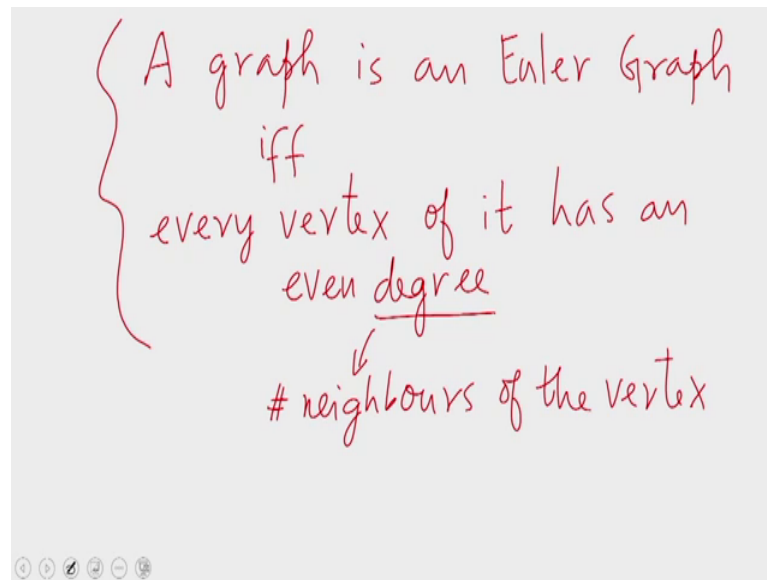 A graph is an Euler Graph
iff
every vertex of it has an
even degree
# neighbours of the vertex